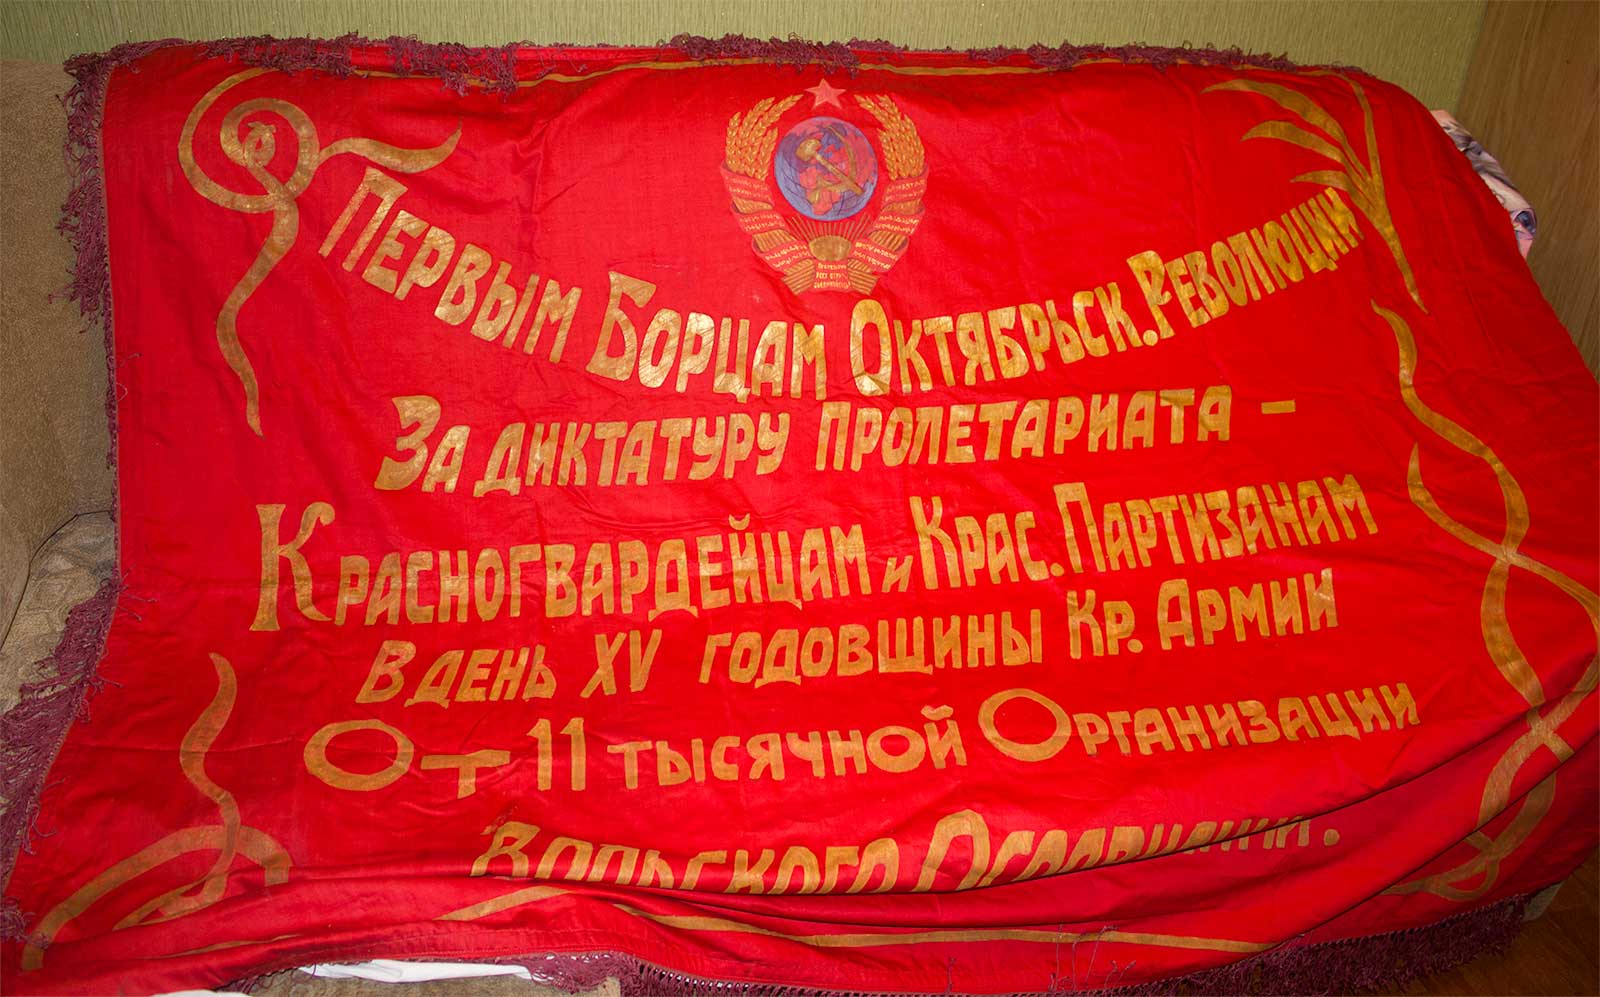 Первым Борцам Октябрьск. Революции
За диктатуру пролетариата –
Красногвардейцам и Крас. Партизанам
в день XV годовщины Кр. Армии
От 11 тысячной Организации
Вольского